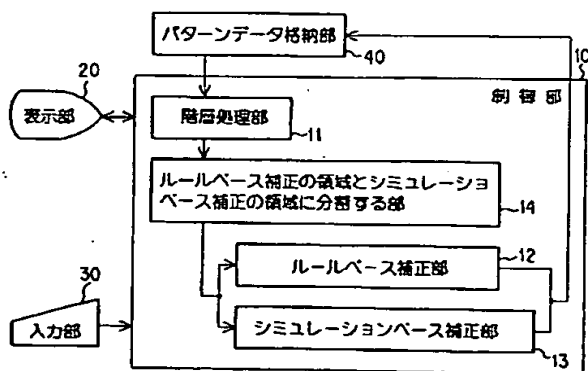 パターンデータ格納部
40
10
20
制御部
表示部
階層処理部
11
ルールベース補正の領域とシミュレーショ
ンベース補正の領域に分割する部
14
12
ルールベース補正部
30
入力部
シミュレーションベース補正部
13